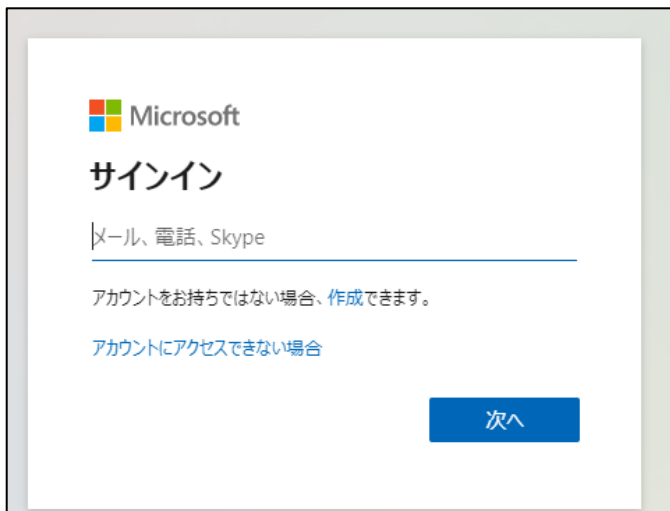 Microsoft
サインイン
メール、電話、Skype
アカウントをお持ちではない場合、作成できます。
アカウントにアクセスできない場合
次へ